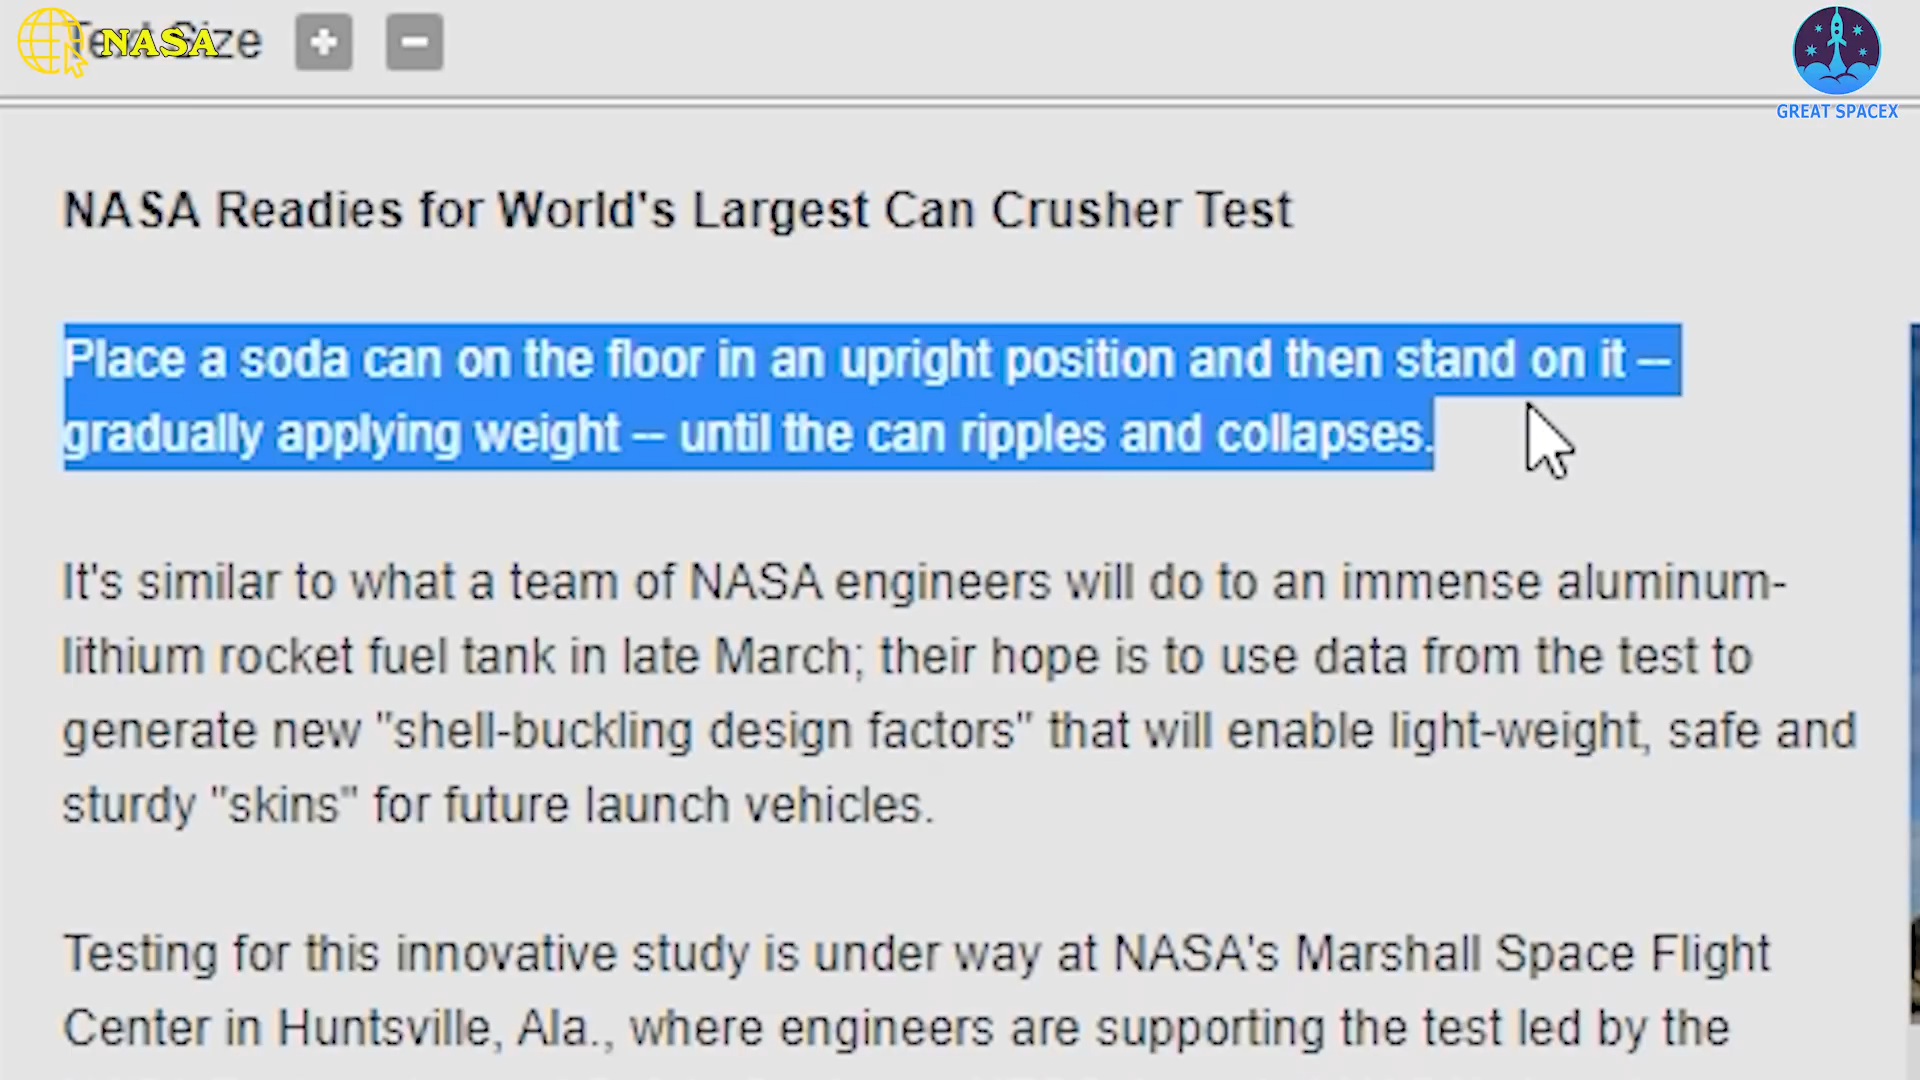 Text Size + -
NASA
GREAT SPACEX
NASA Readies for World's Largest Can Crusher Test
Place a soda can on the floor in an upright position and then stand on it --
gradually applying weight -- until the can ripples and collapses.
It's similar to what a team of NASA engineers will do to an immense aluminum-
lithium rocket fuel tank in late March; their hope is to use data from the test to
generate new "shell-buckling design factors" that will enable light-weight, safe and
sturdy "skins" for future launch vehicles.
Testing for this innovative study is under way at NASA's Marshall Space Flight
Center in Huntsville, Ala., where engineers are supporting the test led by the